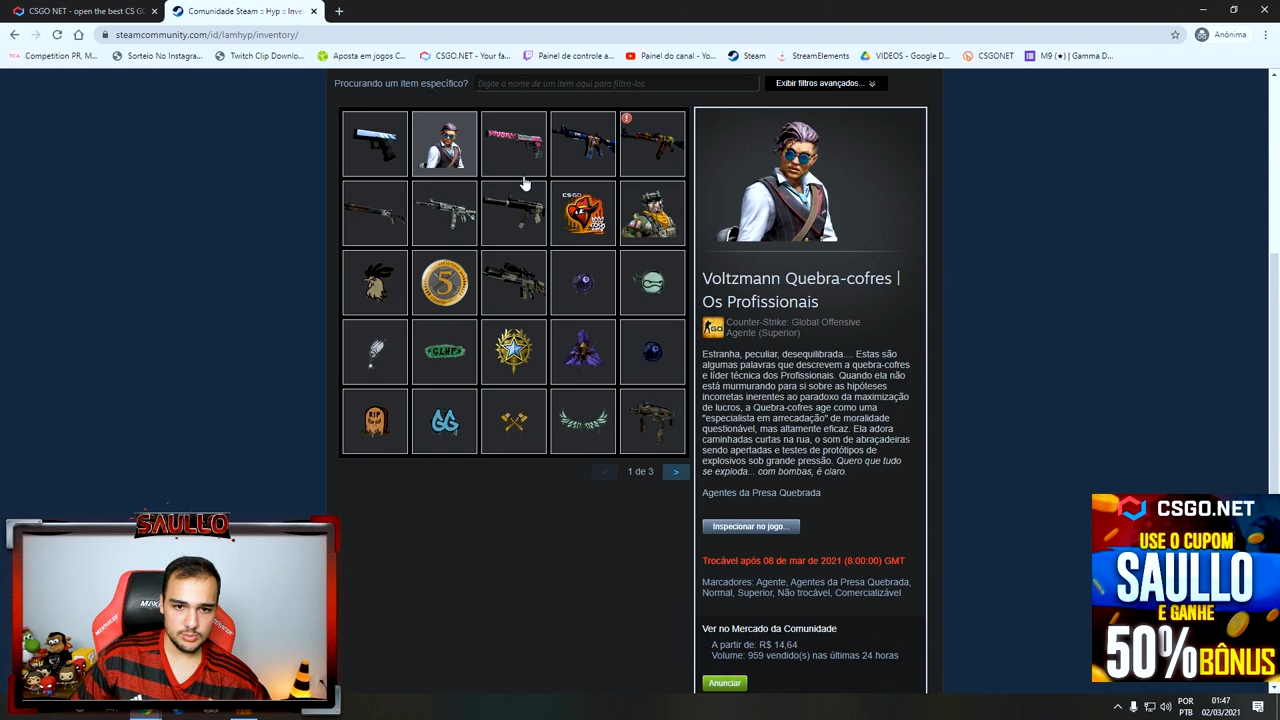 CSGO NET - open the best CS GO
Comunidade Steam :: Hyp :: Inve
steamcommunity.com/id/Iamhyp/inventory/
Anônima
Competition PR, M...
Sorteio No Instagra...
Twitch Clip Downlo...
Aposta em jogos C...
CSGO.NET - Your fa...
Painel de controle a...
Painel do canal - Yo...
Steam
StreamElements
VIDEOS - Google D...
CSGONET
M9 (★) | Gamma D...
Procurando um item específico?
Digite o nome de um item aqui para filtrá-los
Exibir filtros avançados...
CS GO
5
GLHF
RIP
GG
< 1 de 3 >
Voltzmann Quebra-cofres |
Os Profissionais
Counter-Strike: Global Offensive
Agente (Superior)
Estranha, peculiar, desequilibrada.... Estas são
algumas palavras que descrevem a quebra-cofres
e líder técnica dos Profissionais. Quando ela não
está murmurando para si sobre as hipóteses
incorretas inerentes ao paradoxo da maximização
de lucros, a Quebra-cofres age como uma
"especialista em arrecadação" de moralidade
questionável, mas altamente eficaz. Ela adora
caminhadas curtas na rua, o som de abraçadeiras
sendo apertadas e testes de protótipos de
explosivos sob grande pressão. Quero que tudo
se exploda... com bombas, é claro.
Agentes da Presa Quebrada
Inspecionar no jogo...
Trocável após 08 de mar de 2021 (8:00:00) GMT
Marcadores: Agente, Agentes da Presa Quebrada,
Normal, Superior, Não trocável, Comercializável
Ver no Mercado da Comunidade
A partir de: R$ 14,64
Volume: 959 vendido(s) nas últimas 24 horas
Anunciar
SAULLO
CSGO.NET
USE O CUPOM
SAULLO
E GANHE
50% BÔNUS
POR
PTB
01:47
02/03/2021